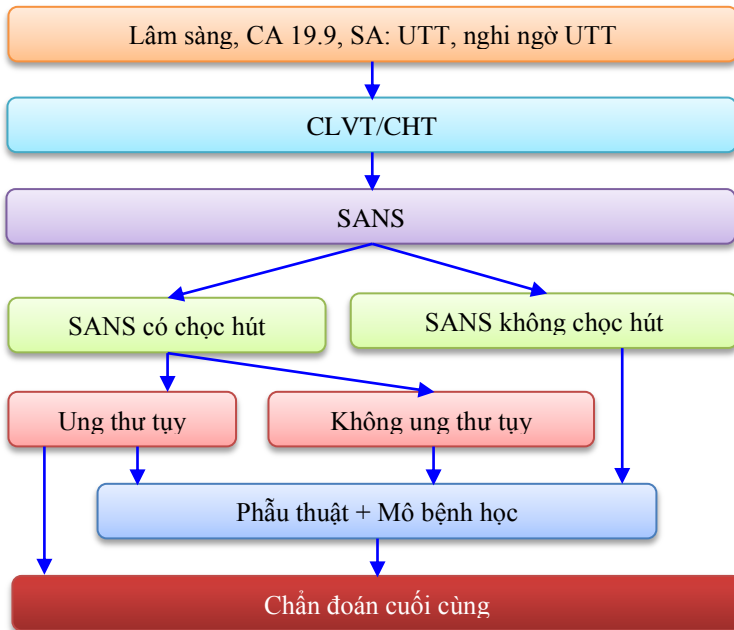 Lâm sàng, CA 19.9, SA: UTT, nghi ngờ UTT
CLVT/CHT
SANS
SANS có chọc hút
SANS không chọc hút
Ung thư tụy
Không ung thư tụy
Phẫu thuật + Mô bệnh học
Chẩn đoán cuối cùng